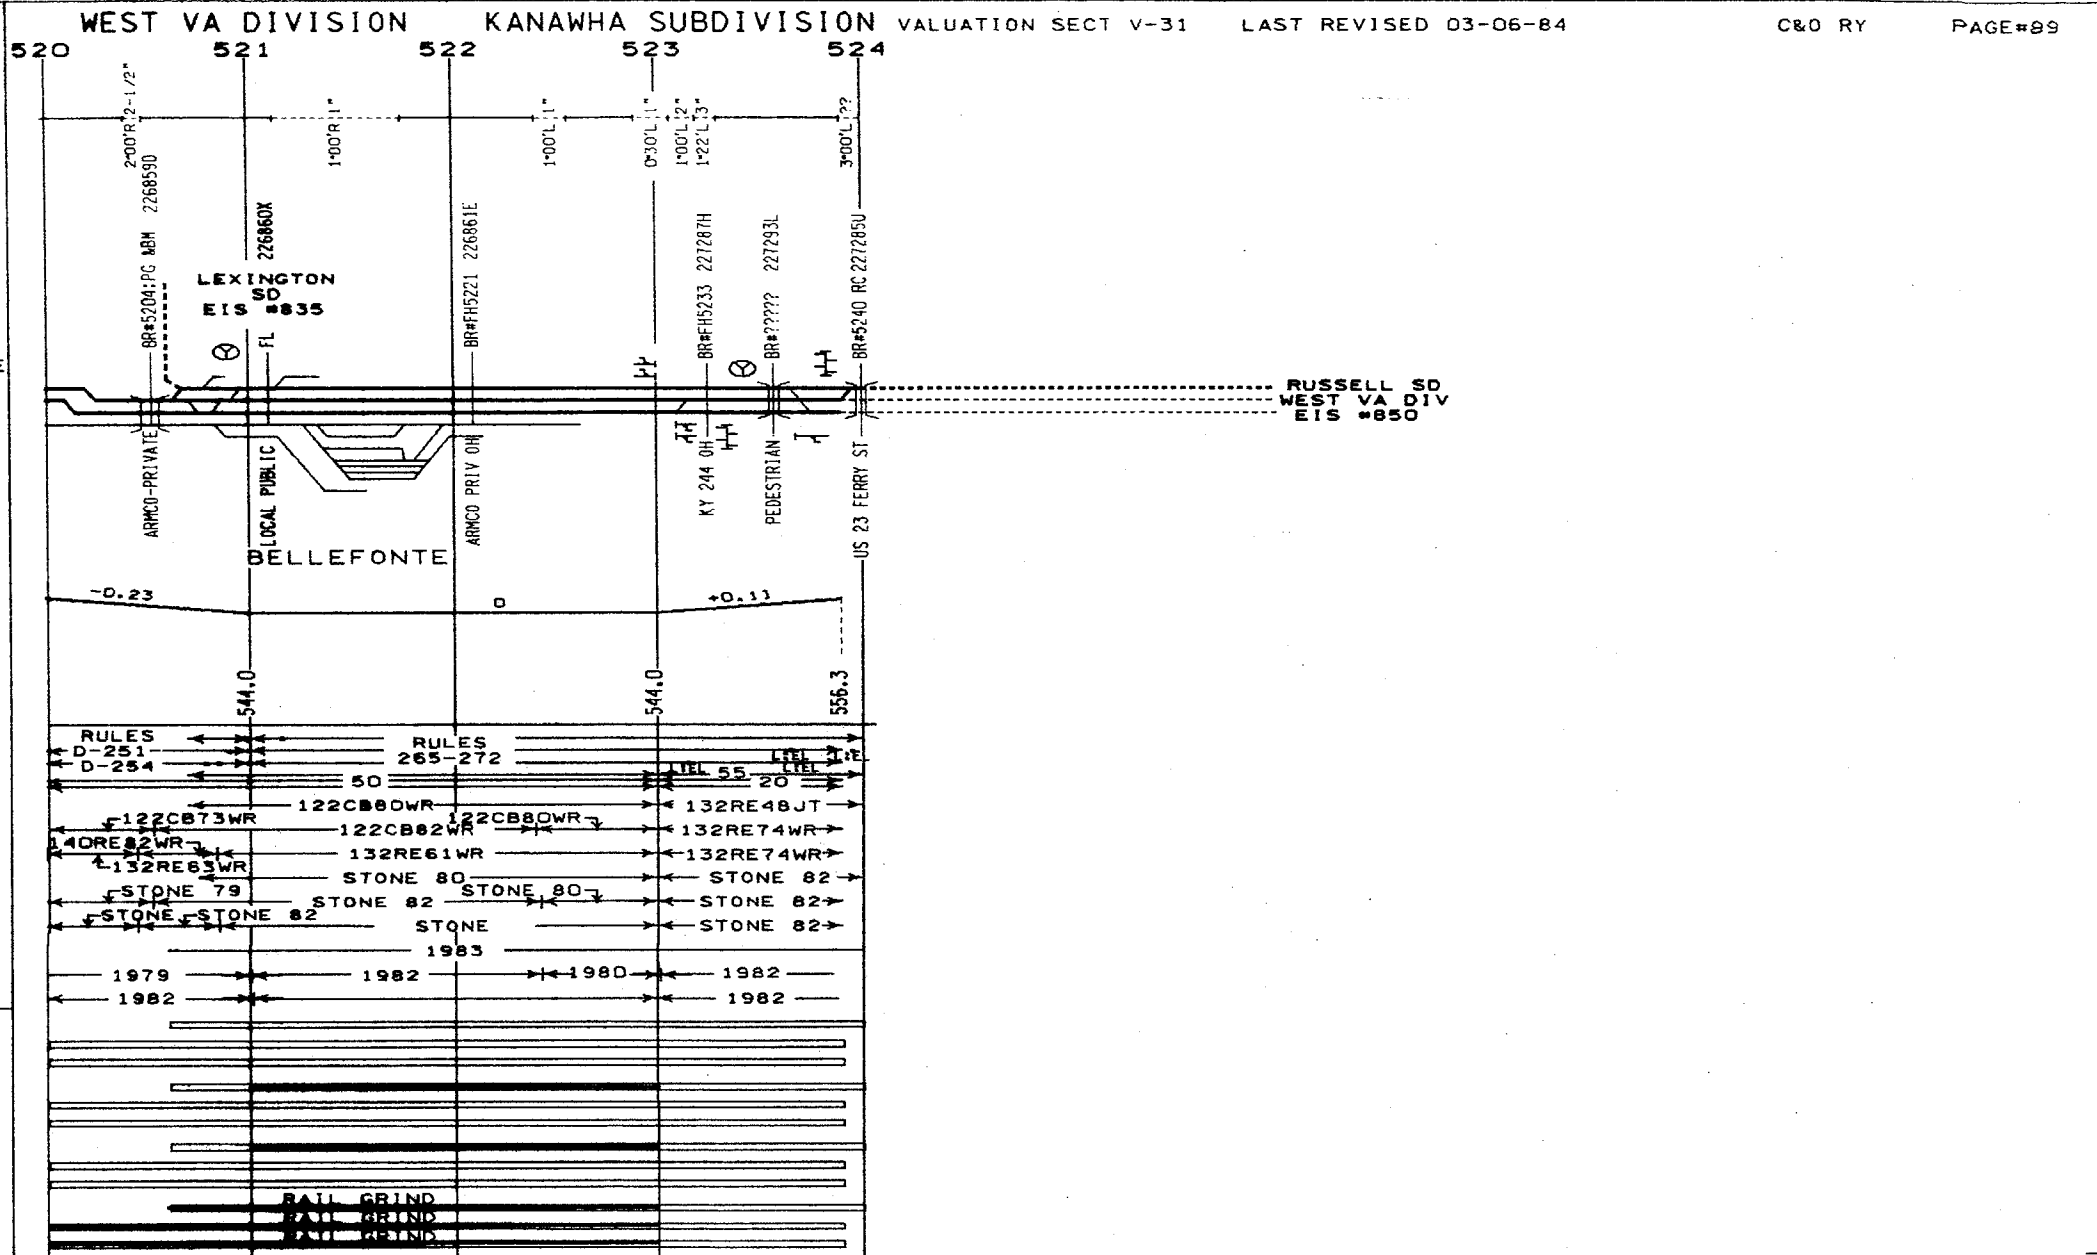 WEST VA DIVISION KANAWHA SUBDIVISION VALUATION SECT V-31 LAST REVISED 03-06-84 C&O RY PAGE#89
520 521 522 523 524
2°00'R 2-1/2"
1°00'R 1"
1°00'L 1"
0°30'L 1"
1°00'L 2"
1°22'L 3"
3°00'L ??
BR#5204:PG &BM 226859D
FL 226860X
BR#FH5221 226861E
BR#FH5233 227287H
BR#????? 227293L
BR#5240 RC 227285U
LEXINGTON
SD
EIS #835
RUSSELL SD
WEST VA DIV
EIS #850
ARMCO-PRIVATE
LOCAL PUBLIC
ARMCO PRIV OH
KY 244 OH
PEDESTRIAN
US 23 FERRY ST
BELLEFONTE
-0.23 0 +0.11
544.0 544.0 556.3
RULES RULES
D-251 265-272
D-254
LTEL LTEL LTEL
50 55 20
122CB80WR 132RE48JT
122CB73WR 122CB82WR 122CB80WR 132RE74WR
140RE82WR 132RE61WR 132RE74WR
132RE63WR
STONE 80 STONE 82
STONE 79 STONE 82 STONE 80 STONE 82
STONE STONE 82 STONE STONE 82
1983
1979 1982 1980 1982
1982 1982
RAIL GRIND
RAIL GRIND
RAIL GRIND